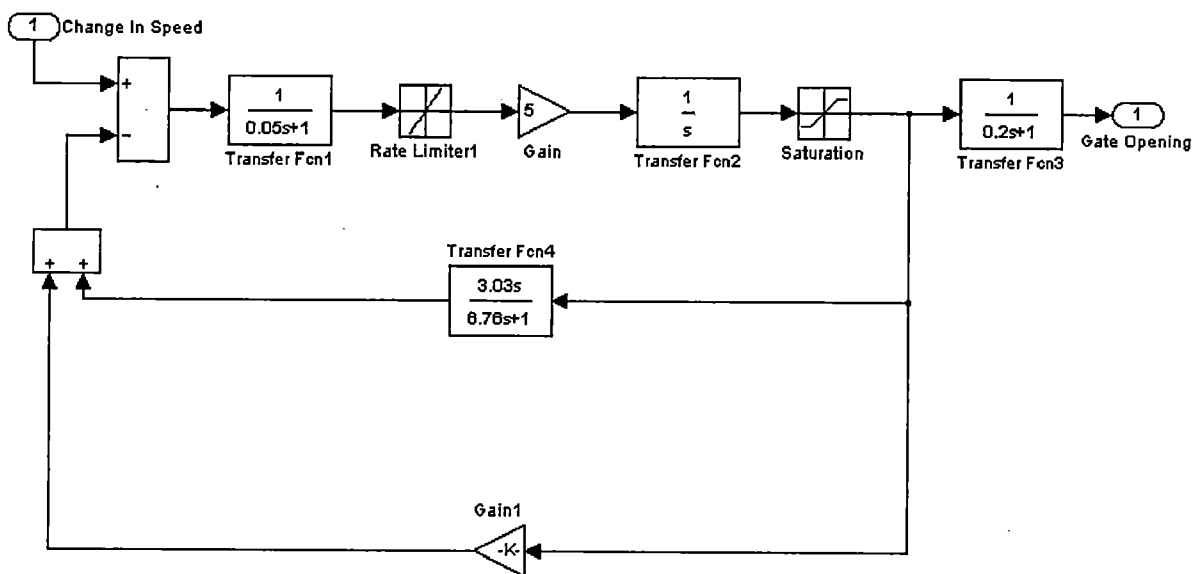 1
Change In Speed
+
−
1
0.05s+1
Transfer Fcn1
Rate Limiter1
5
Gain
1
s
Transfer Fcn2
Saturation
1
0.2s+1
Transfer Fcn3
1
Gate Opening
+ +
Transfer Fcn4
3.03s
6.76s+1
Gain1
-K-